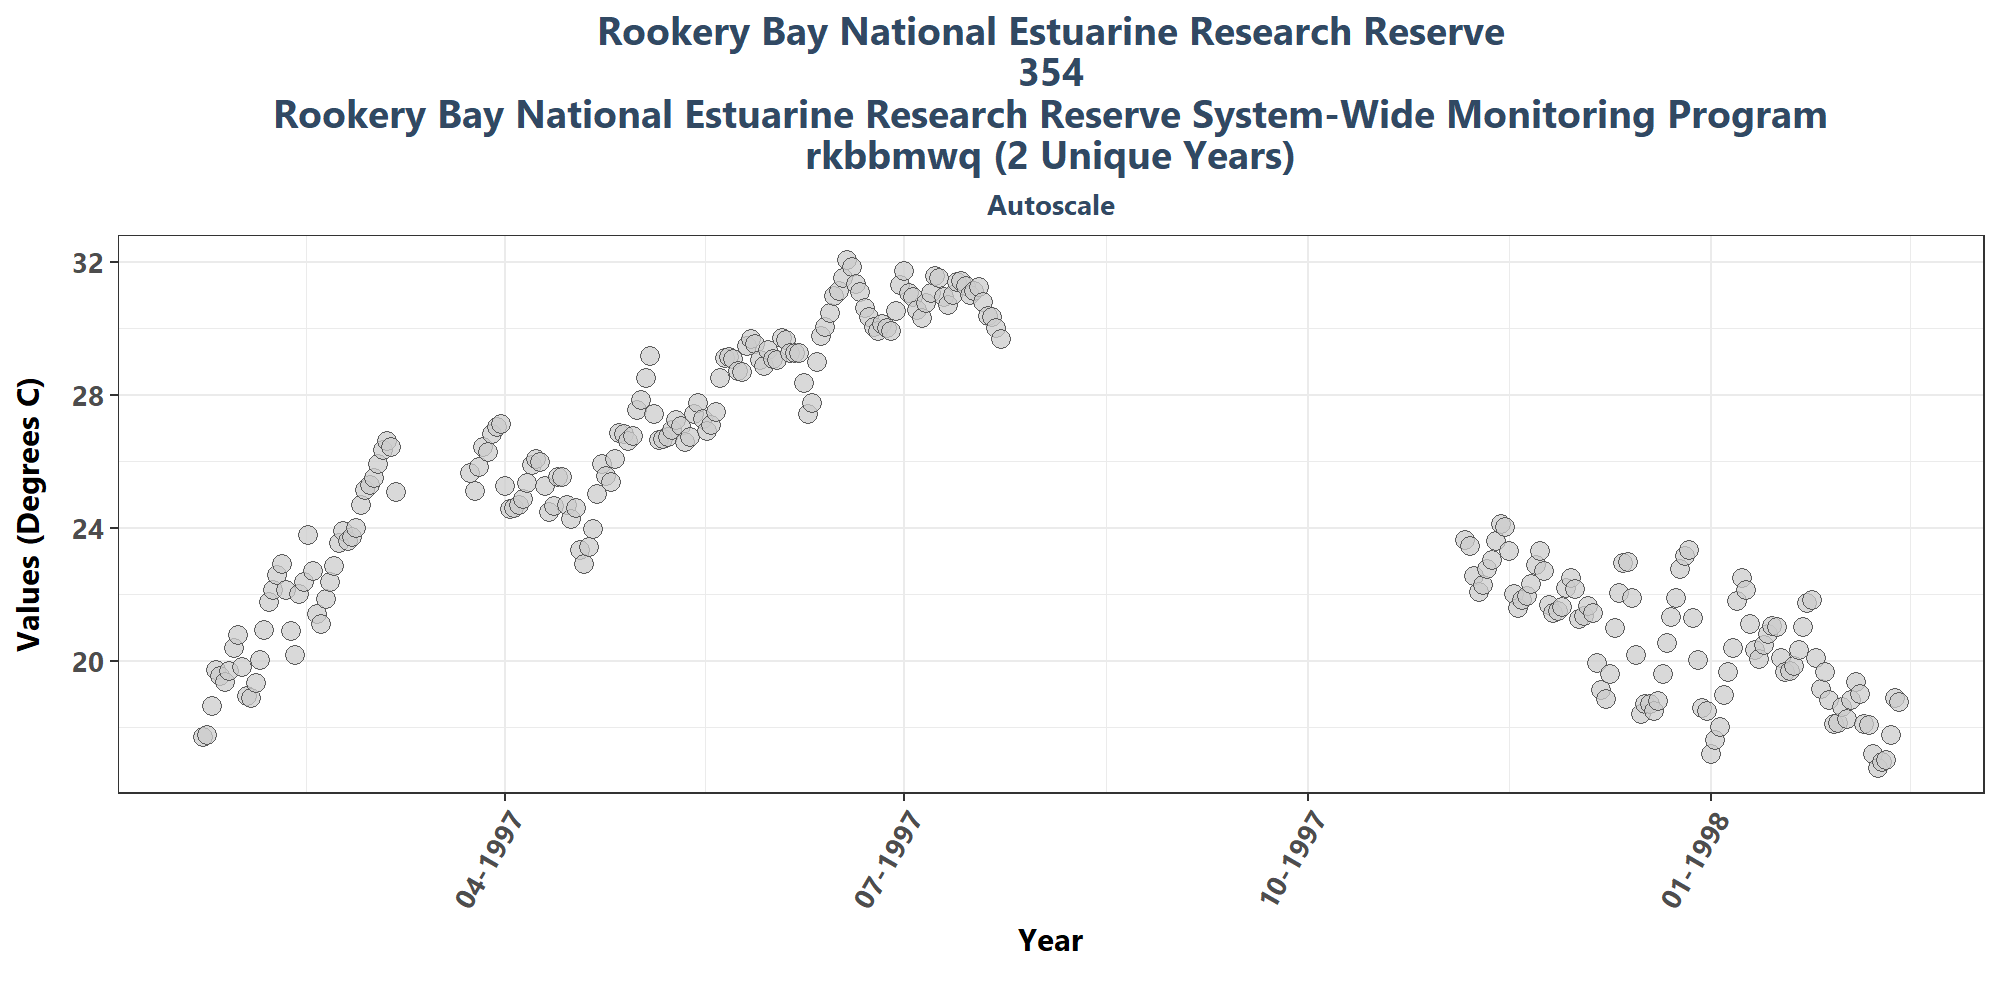 Rookery Bay National Estuarine Research Reserve
354
Rookery Bay National Estuarine Research Reserve System-Wide Monitoring Program
rkbbmwq (2 Unique Years)
Autoscale
Values (Degrees C)
32
28
24
20
04-1997
07-1997
10-1997
01-1998
Year